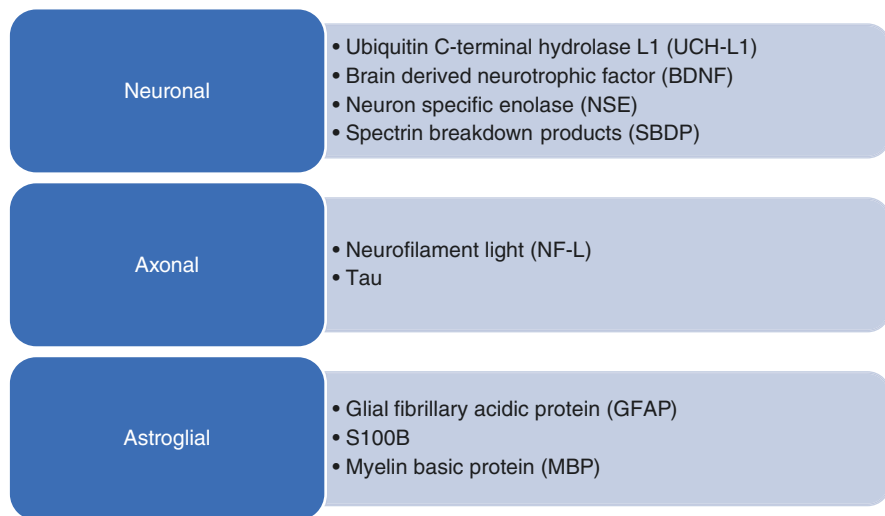 Neuronal
• Ubiquitin C-terminal hydrolase L1 (UCH-L1)
• Brain derived neurotrophic factor (BDNF)
• Neuron specific enolase (NSE)
• Spectrin breakdown products (SBDP)
Axonal
• Neurofilament light (NF-L)
• Tau
Astroglial
• Glial fibrillary acidic protein (GFAP)
• S100B
• Myelin basic protein (MBP)